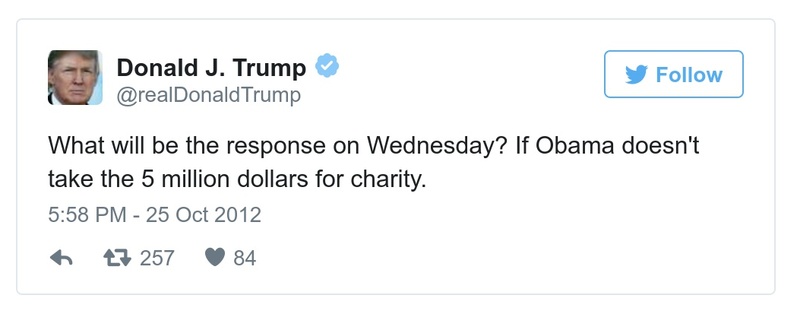 Donald J. Trump
@realDonaldTrump
Follow
What will be the response on Wednesday? If Obama doesn't
take the 5 million dollars for charity.
5:58 PM - 25 Oct 2012
257 84